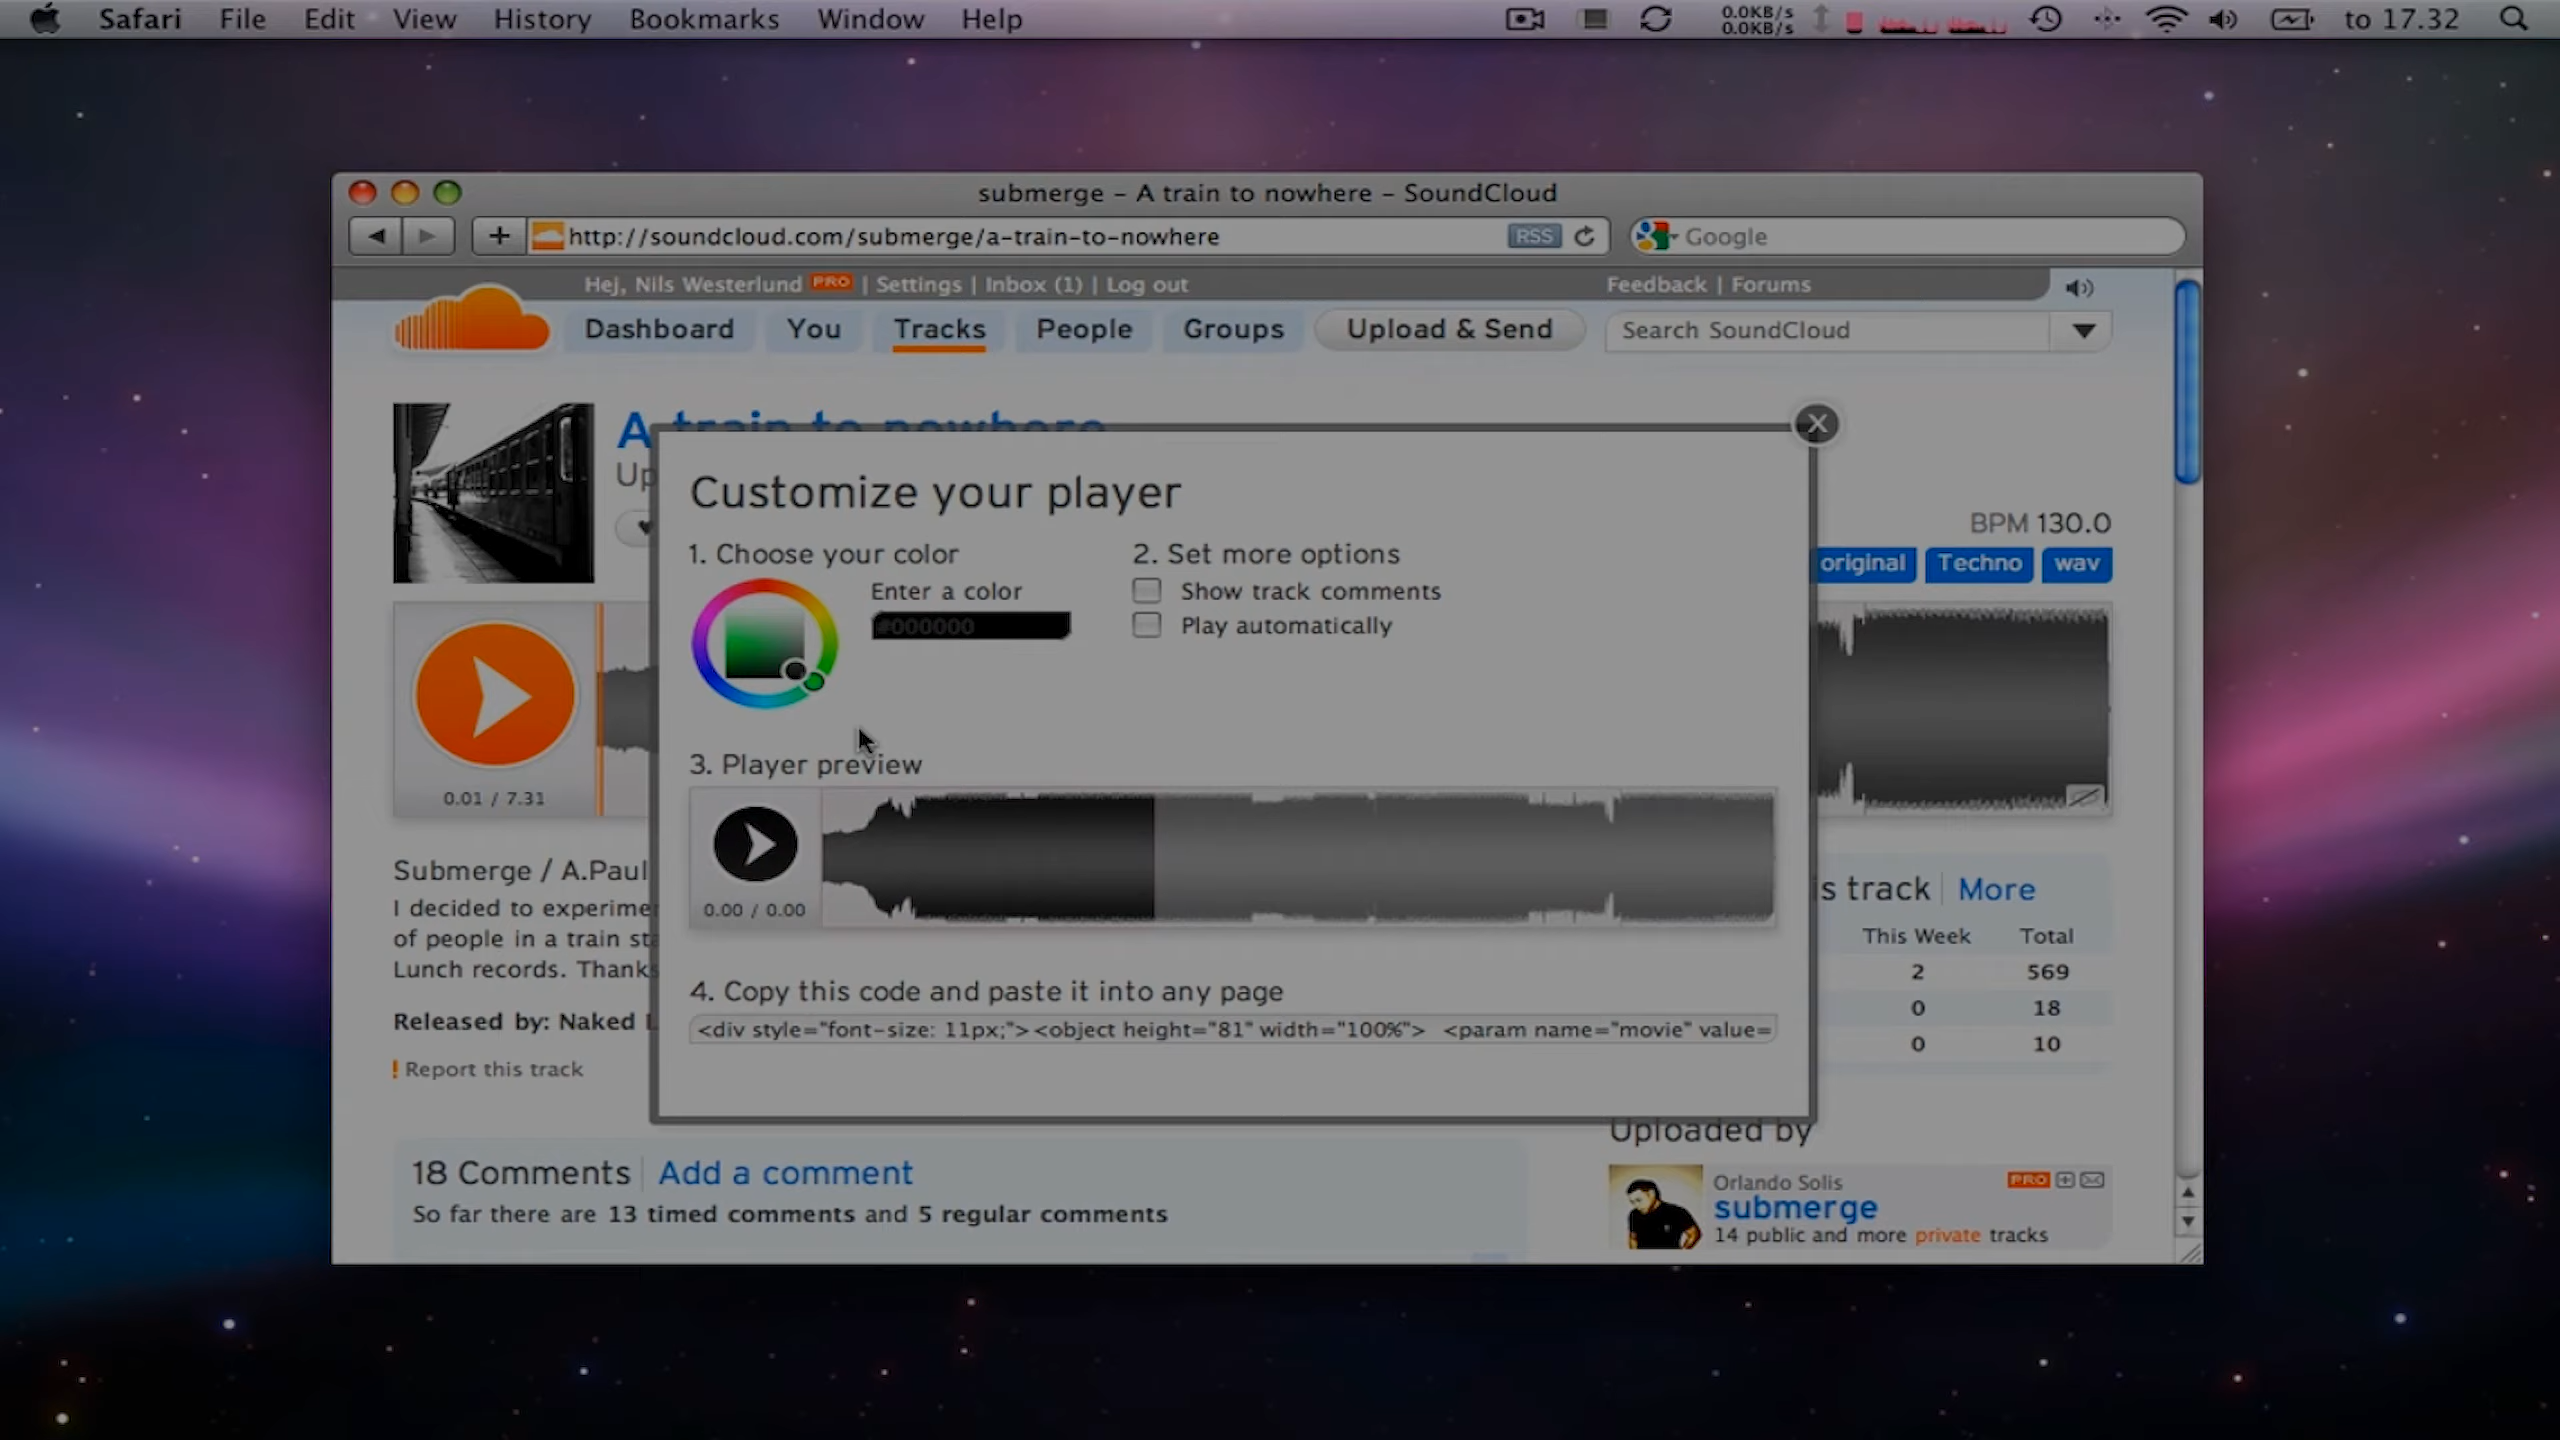 Safari File Edit View History Bookmarks Window Help 0.0KB/s 0.0KB/s to 17.32
submerge – A train to nowhere – SoundCloud
http://soundcloud.com/submerge/a-train-to-nowhere RSS Google
Hej, Nils Westerlund PRO | Settings | Inbox (1) | Log out Feedback | Forums
Dashboard You Tracks People Groups Upload & Send Search SoundCloud
A train to nowhere
Up
BPM 130.0
original Techno wav
0.01 / 7.31
Customize your player
1. Choose your color
Enter a color
#000000
2. Set more options
Show track comments
Play automatically
3. Player preview
0.00 / 0.00
4. Copy this code and paste it into any page
<div style="font-size: 11px;"><object height="81" width="100%"> <param name="movie" value=
Submerge / A.Paul
I decided to experimen
of people in a train sta
Lunch records. Thanks
Released by: Naked L
! Report this track
is track | More
This Week Total
2 569
0 18
0 10
18 Comments | Add a comment
So far there are 13 timed comments and 5 regular comments
Uploaded by
Orlando Solis PRO
submerge
14 public and more private tracks